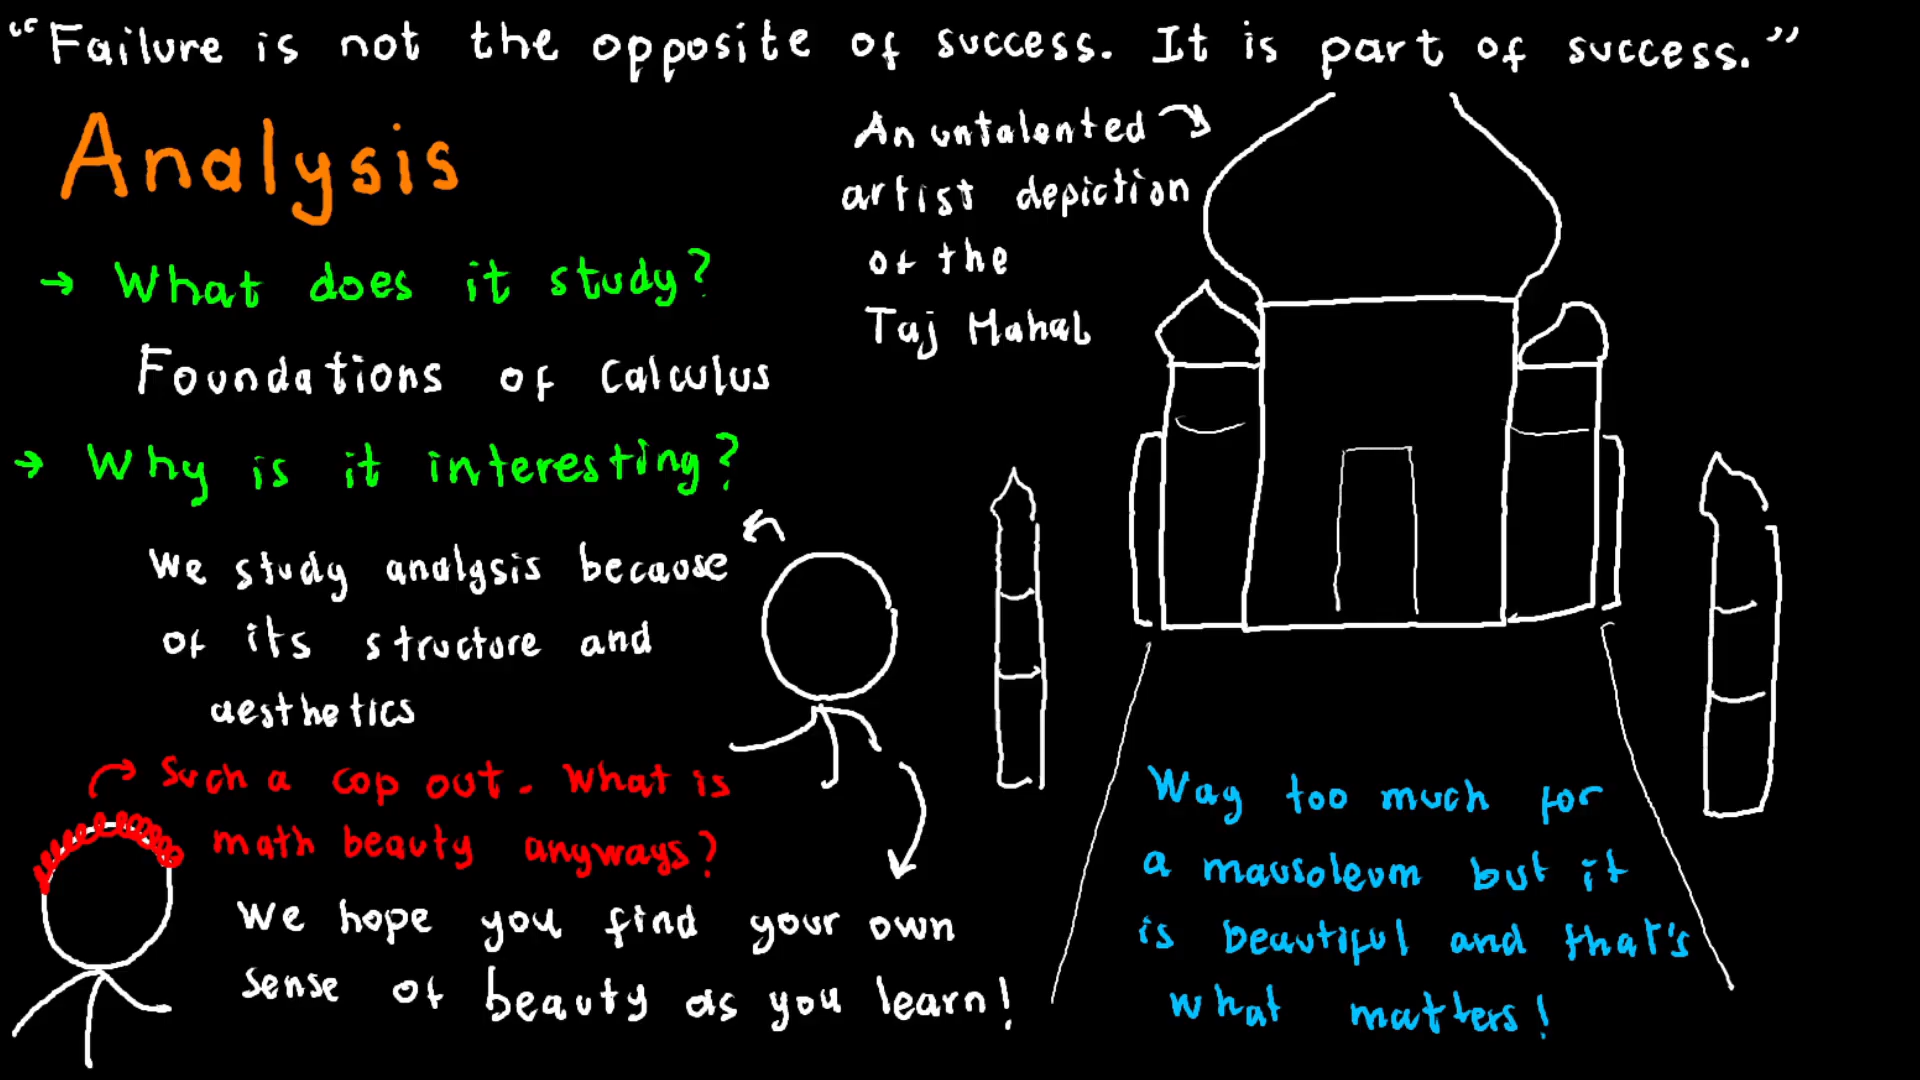 "Failure is not the opposite of success. It is part of success."
Analysis
→ What does it study?
Foundations of Calculus
→ Why is it interesting?
We study analysis because
of its structure and
aesthetics
Such a cop out. What is
math beauty anyways?
We hope you find your own
sense of beauty as you learn!
An untalented
artist depiction
of the
Taj Mahal
Way too much for
a mausoleum but it
is beautiful and that's
what matters!